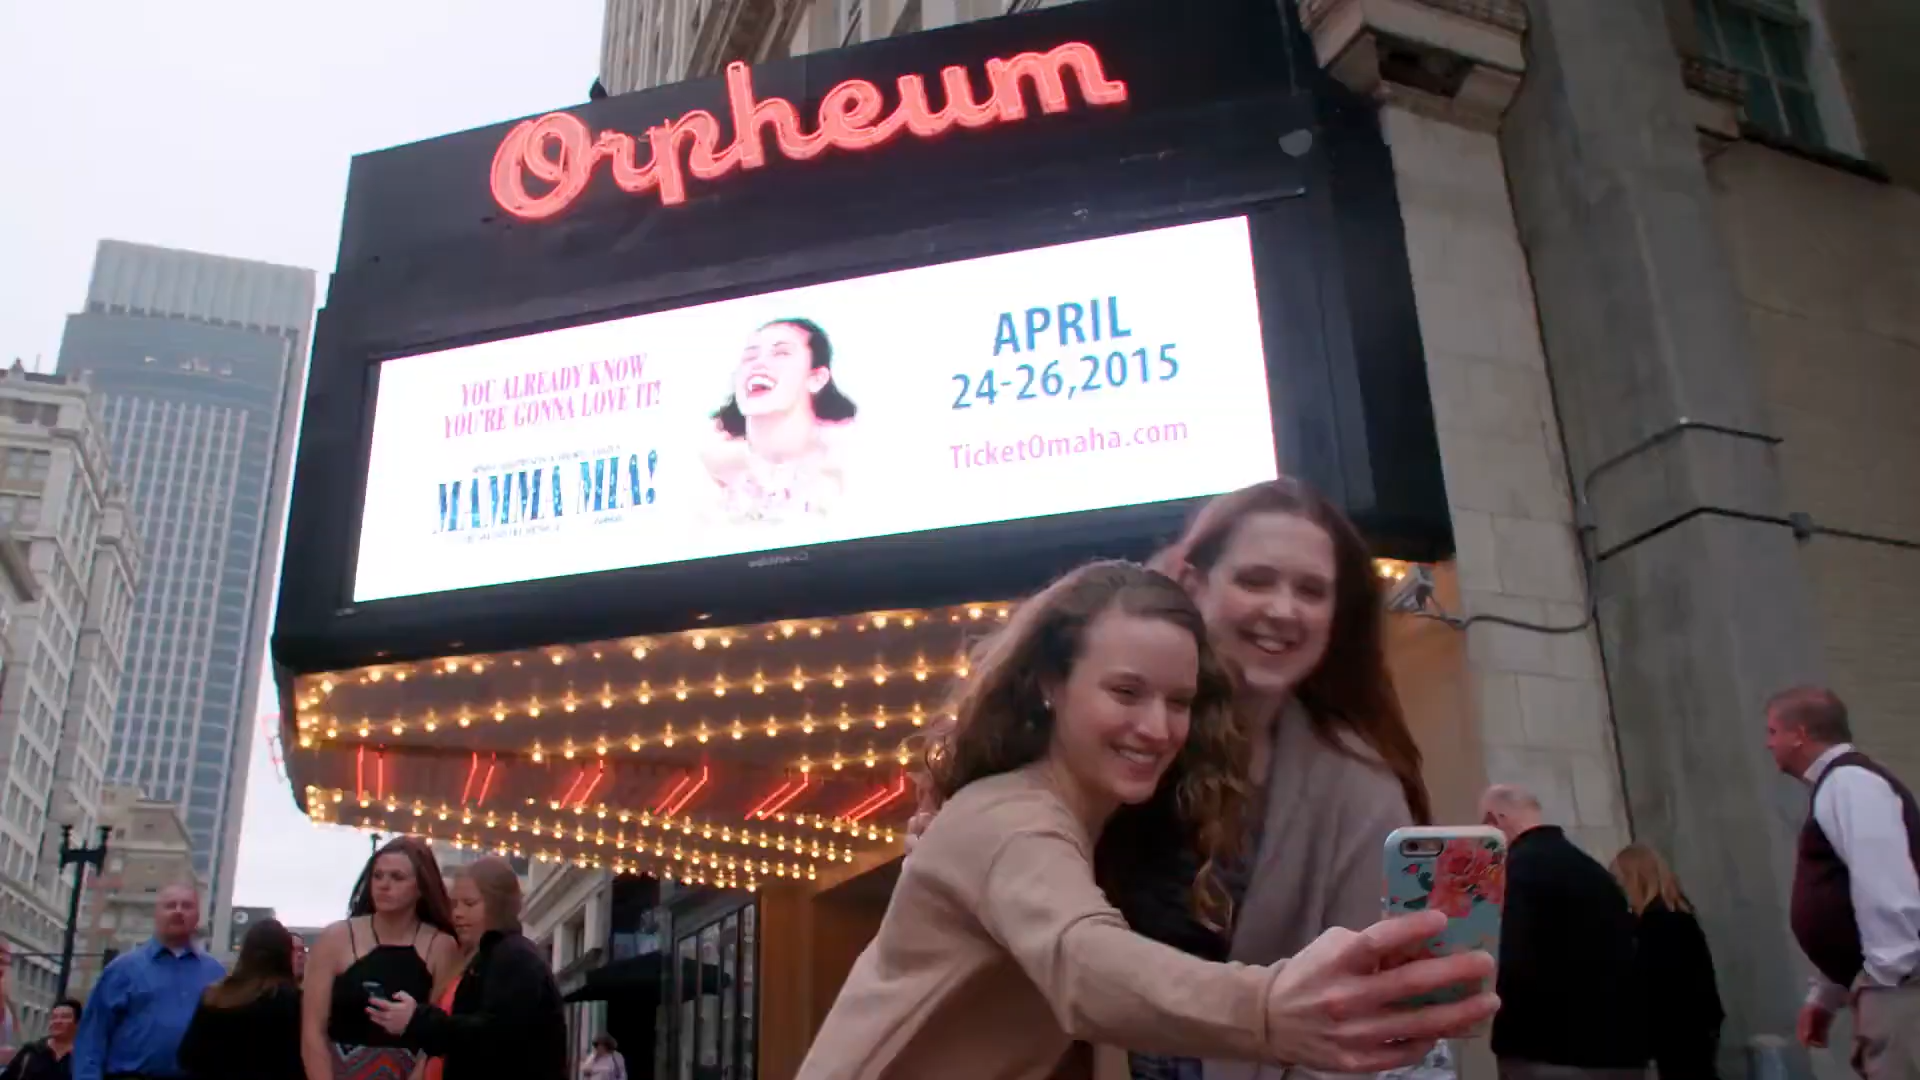 Orpheum
YOU ALREADY KNOW
YOU'RE GONNA LOVE IT!
MAMMA MIA!
APRIL
24-26,2015
TicketOmaha.com